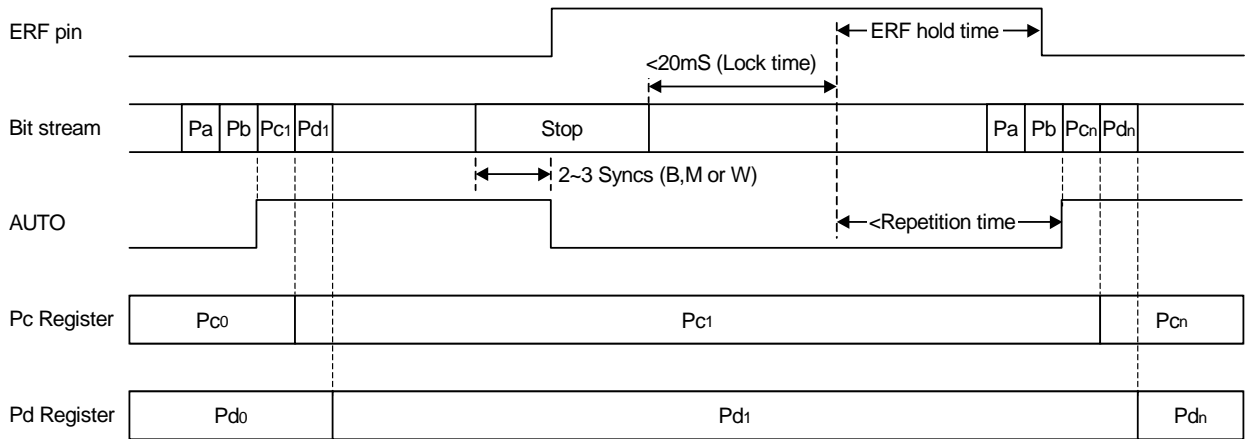 ERF pin
ERF hold time
<20mS (Lock time)
Bit stream
Pa Pb Pc1 Pd1 Stop Pa Pb Pcn Pdn
2~3 Syncs (B,M or W)
AUTO
<Repetition time
Pc Register Pc0 Pc1 Pcn
Pd Register Pd0 Pd1 Pdn